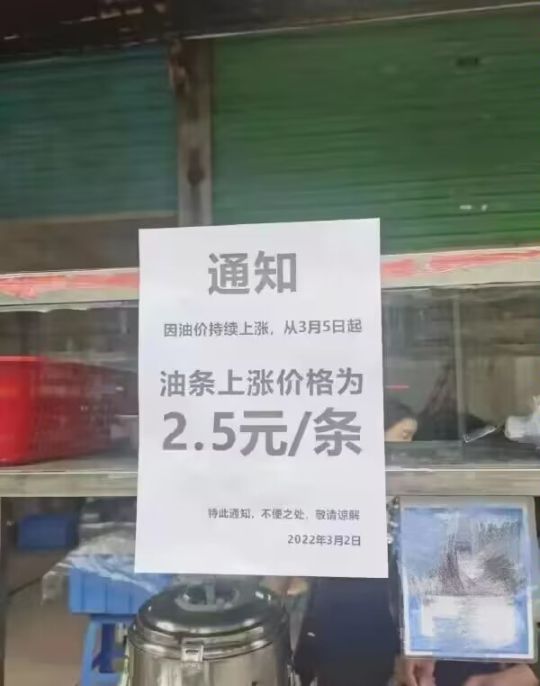 通知
因油价持续上涨，从3月5日起
油条上涨价格为
2.5元/条
特此通知，不便之处，敬请谅解
2022年3月2日